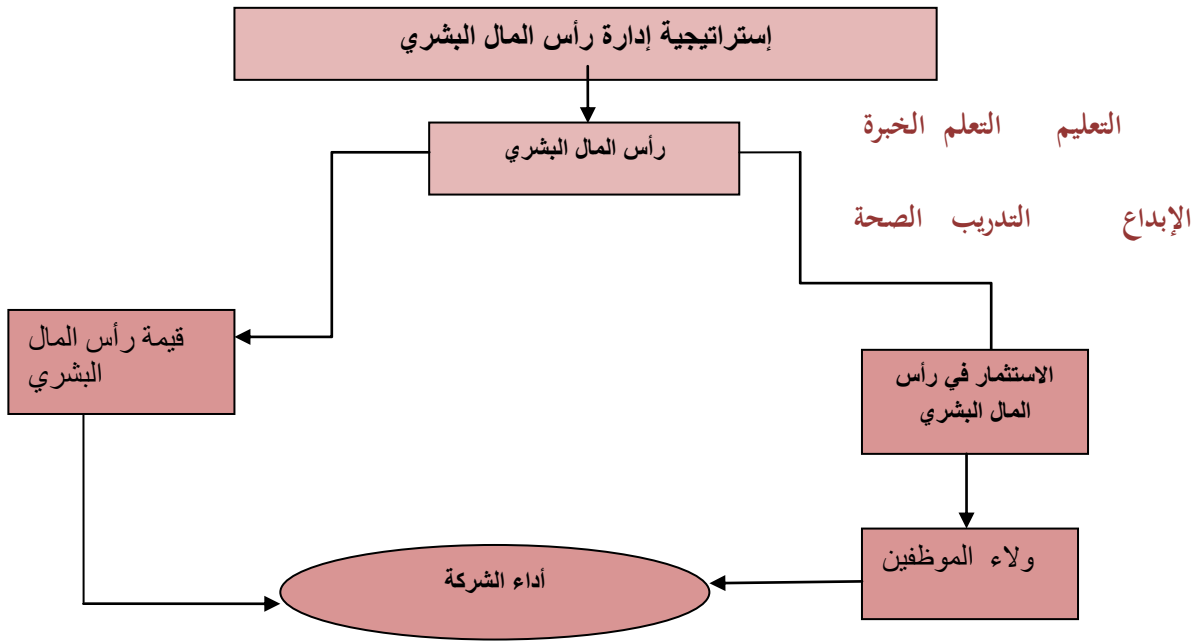 إستراتيجية إدارة رأس المال البشري
رأس المال البشري
التعليم التعلم الخبرة
الإبداع التدريب الصحة
قيمة رأس المال
البشري
الاستثمار في رأس
المال البشري
ولاء الموظفين
أداء الشركة